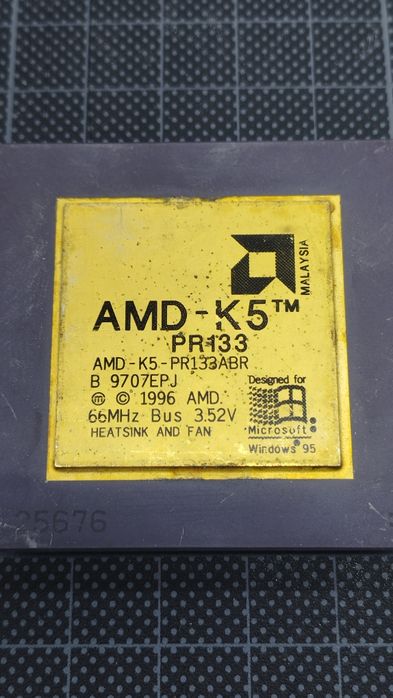 MALAYSIA
AMD-K5™
PR133
AMD-K5-PR133ABR
B 9707EPJ
ⓜ © 1996 AMD
66MHz Bus 3.52V
HEATSINK AND FAN
Designed for
Microsoft®
Windows®95
25676